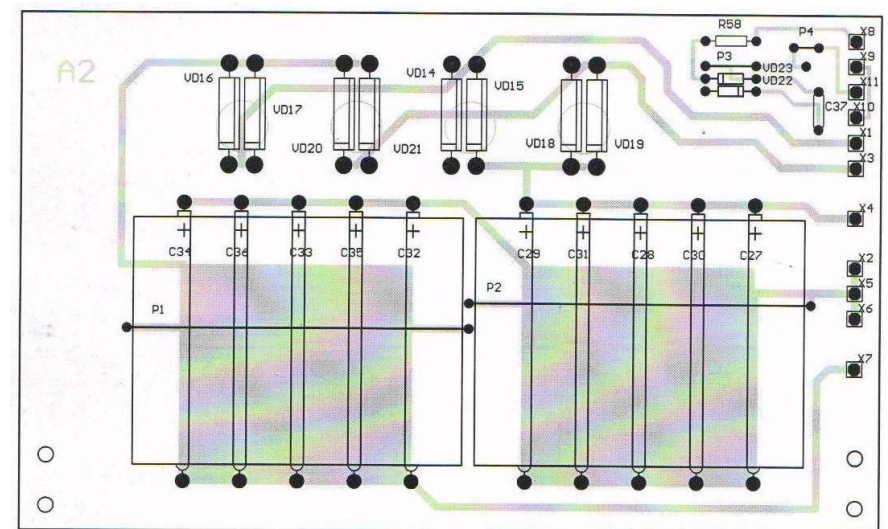 A2
R58
P4
X8
P3
X9
VD23
VD22
X11
C37
X10
X1
X3
VD16
VD17
VD14
VD15
VD20
VD21
VD18
VD19
X4
+ + + + + + + + + +
C34 C36 C33 C35 C32 C29 C31 C28 C30 C27
X2
X5
X6
P1
P2
X7